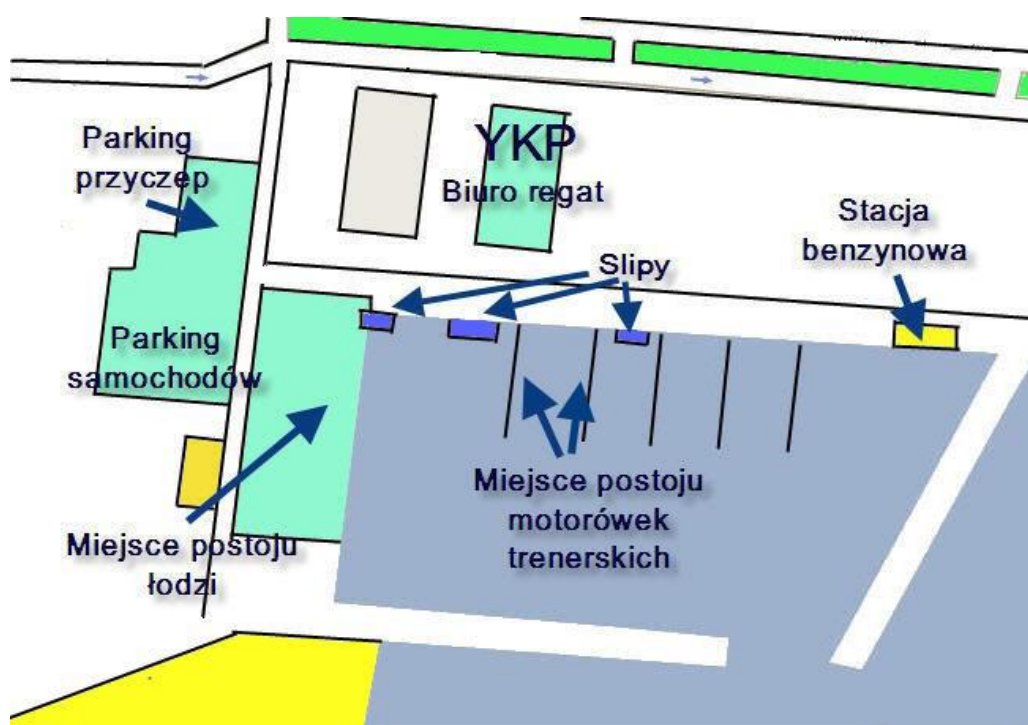 Parking
przyczep
YKP
Biuro regat
Stacja
benzynowa
Slipy
Parking
samochodów
Miejsce postoju
motorówek
trenerskich
Miejsce postoju
łodzi